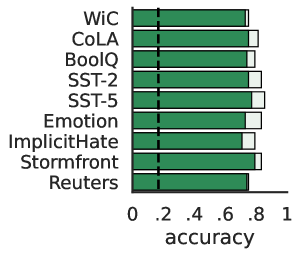 WiC
CoLA
BoolQ
SST-2
SST-5
Emotion
ImplicitHate
Stormfront
Reuters
0 .2 .4 .6 .8 1
accuracy